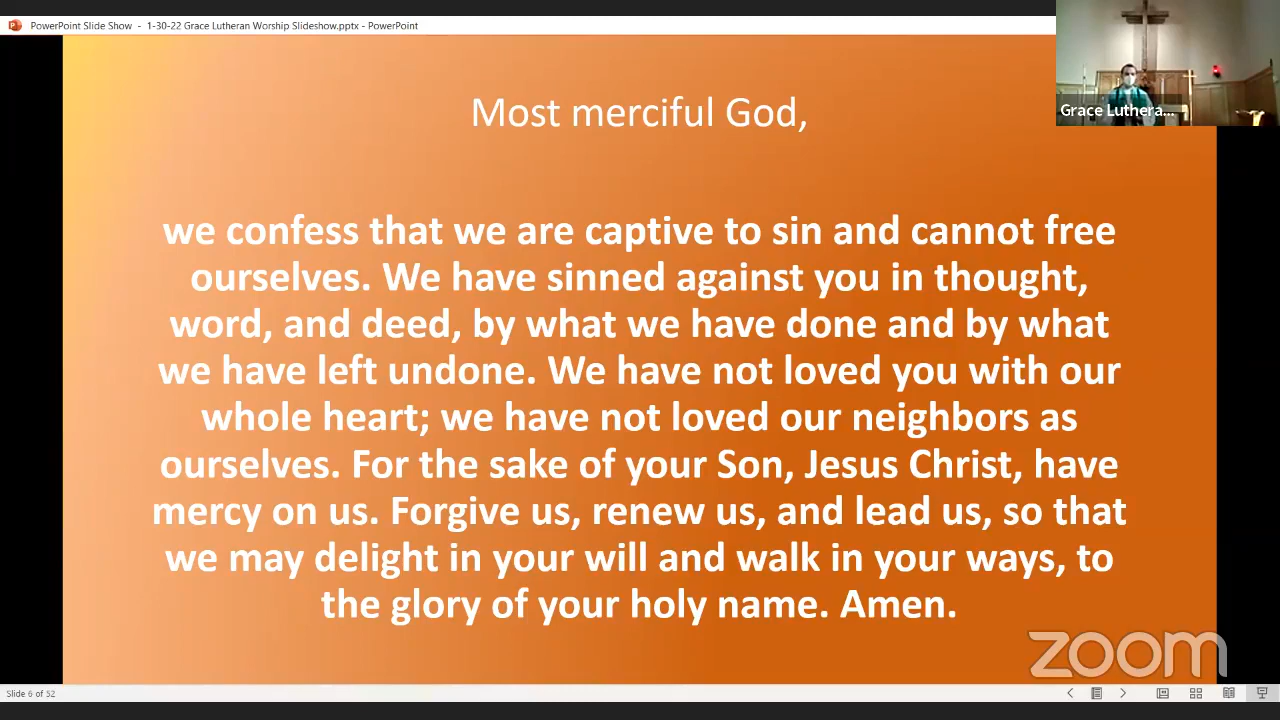 PowerPoint Slide Show - 1-30-22 Grace Lutheran Worship Slideshow.pptx - PowerPoint
Grace Luthera...
Most merciful God,
we confess that we are captive to sin and cannot free
ourselves. We have sinned against you in thought,
word, and deed, by what we have done and by what
we have left undone. We have not loved you with our
whole heart; we have not loved our neighbors as
ourselves. For the sake of your Son, Jesus Christ, have
mercy on us. Forgive us, renew us, and lead us, so that
we may delight in your will and walk in your ways, to
the glory of your holy name. Amen.
zoom
Slide 6 of 52